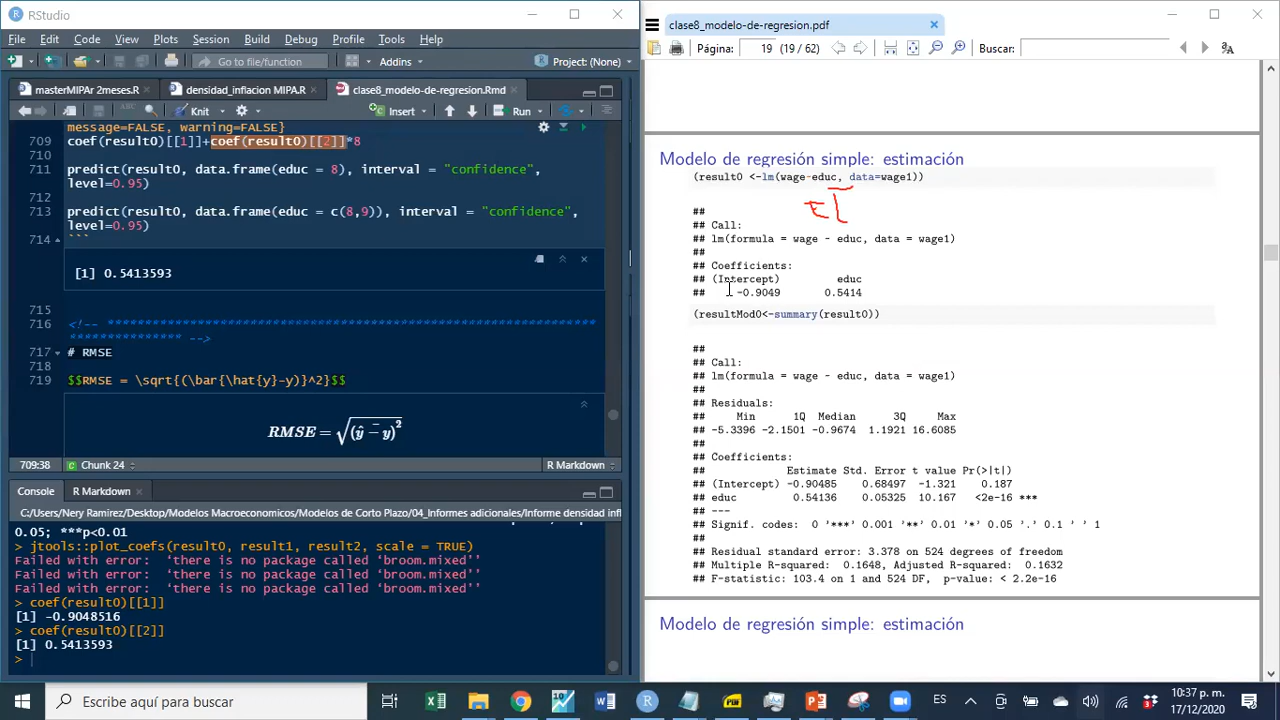 RStudio
File Edit Code View Plots Session Build Debug Profile Tools Help
Go to file/function Addins Project: (None)
masterMIPAr 2meses.R densidad_inflacion MIPA.R clase8_modelo-de-regresion.Rmd
Knit Insert Run
message=FALSE, warning=FALSE}
709 coef(result0)[[1]]+coef(result0)[[2]]*8
710
711 predict(result0, data.frame(educ = 8), interval = "confidence",
level=0.95)
712
713 predict(result0, data.frame(educ = c(8,9)), interval = "confidence",
level=0.95)
714 ```
[1] 0.5413593
715
716 <!-- ***************************************************************************
**************** -->
717 # RMSE
718
719 $$RMSE = \sqrt{(\bar{\hat{y}-y)}^2}$$
RMSE = √(ŷ − y)²
709:38 Chunk 24 R Markdown
Console R Markdown
C:/Users/Nery Ramirez/Desktop/Modelos Macroeconomicos/Modelos de Corto Plazo/04_Informes adicionales/Informe densidad infl
0.05; ***p<0.01
> jtools::plot_coefs(result0, result1, result2, scale = TRUE)
Failed with error: ‘there is no package called ‘broom.mixed’’
Failed with error: ‘there is no package called ‘broom.mixed’’
Failed with error: ‘there is no package called ‘broom.mixed’’
> coef(result0)[[1]]
[1] -0.9048516
> coef(result0)[[2]]
[1] 0.5413593
>
clase8_modelo-de-regresion.pdf
Página: 19 (19 / 62) Buscar:
Modelo de regresión simple: estimación
(result0 <-lm(wage~educ, data=wage1))
##
## Call:
## lm(formula = wage ~ educ, data = wage1)
##
## Coefficients:
## (Intercept) educ
## -0.9049 0.5414
(resultMod0<-summary(result0))
##
## Call:
## lm(formula = wage ~ educ, data = wage1)
##
## Residuals:
## Min 1Q Median 3Q Max
## -5.3396 -2.1501 -0.9674 1.1921 16.6085
##
## Coefficients:
## Estimate Std. Error t value Pr(>|t|)
## (Intercept) -0.90485 0.68497 -1.321 0.187
## educ 0.54136 0.05325 10.167 <2e-16 ***
## ---
## Signif. codes: 0 '***' 0.001 '**' 0.01 '*' 0.05 '.' 0.1 ' ' 1
##
## Residual standard error: 3.378 on 524 degrees of freedom
## Multiple R-squared: 0.1648, Adjusted R-squared: 0.1632
## F-statistic: 103.4 on 1 and 524 DF, p-value: < 2.2e-16
Modelo de regresión simple: estimación
Escribe aquí para buscar
ES 10:37 p. m.
17/12/2020